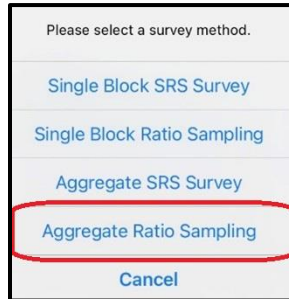 Please select a survey method.
Single Block SRS Survey
Single Block Ratio Sampling
Aggregate SRS Survey
Aggregate Ratio Sampling
Cancel